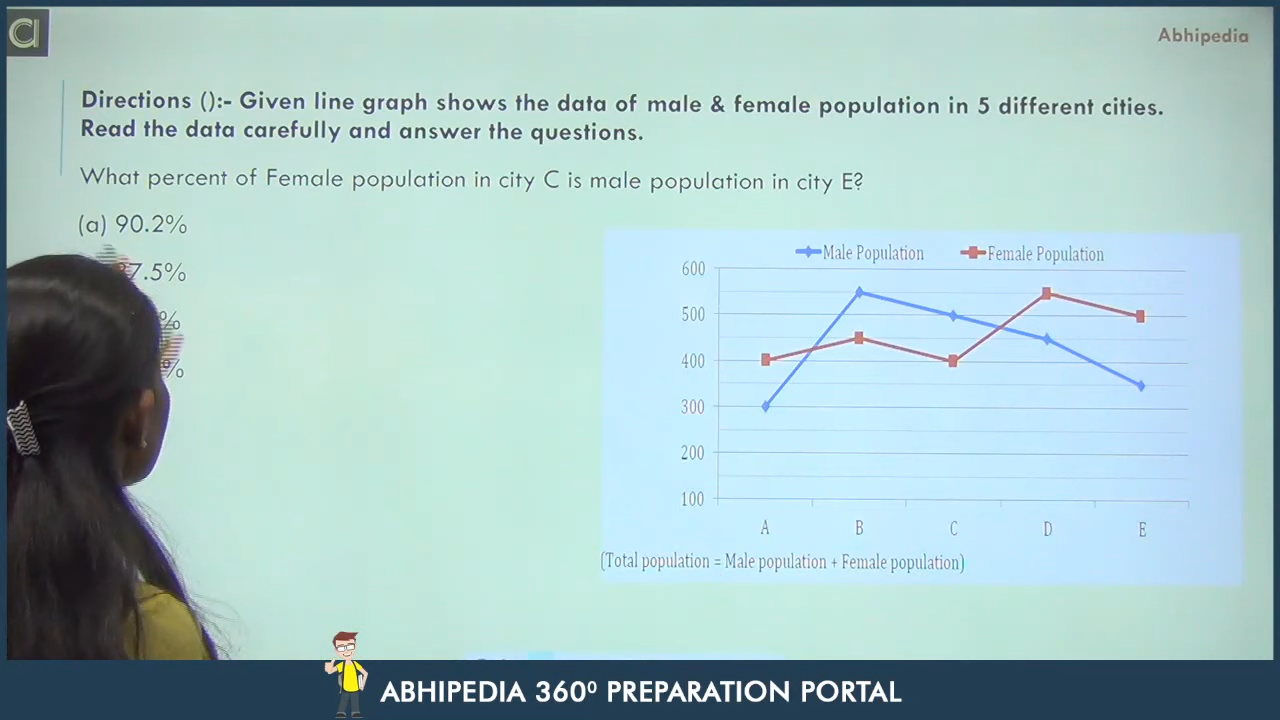 Abhipedia
Directions ():- Given line graph shows the data of male & female population in 5 different cities.
Read the data carefully and answer the questions.
What percent of Female population in city C is male population in city E?
(a) 90.2%
7.5%
%
%
Male Population Female Population
600
500
400
300
200
100
A B C D E
(Total population = Male population + Female population)
ABHIPEDIA 360⁰ PREPARATION PORTAL